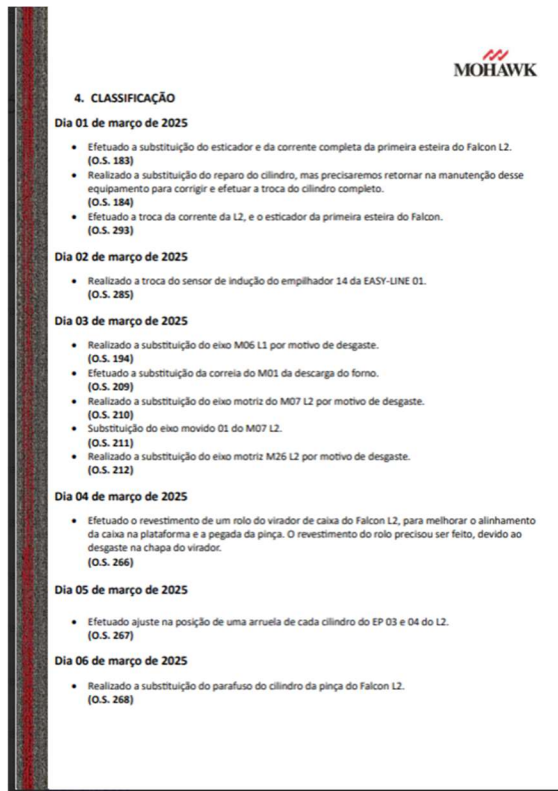 MOHAWK
4. CLASSIFICAÇÃO
Dia 01 de março de 2025
• Efetuado a substituição do esticador e da corrente completa da primeira esteira do Falcon L2.
(O.S. 183)
• Realizado a substituição do reparo do cilindro, mas precisaremos retornar na manutenção desse
equipamento para corrigir e efetuar a troca do cilindro completo.
(O.S. 184)
• Efetuado a troca da corrente da L2, e o esticador da primeira esteira do Falcon.
(O.S. 293)
Dia 02 de março de 2025
• Realizado a troca do sensor de indução do empilhador 14 da EASY-LINE 01.
(O.S. 285)
Dia 03 de março de 2025
• Realizado a substituição do eixo M06 L1 por motivo de desgaste.
(O.S. 194)
• Efetuado a substituição da correia do M01 da descarga do forno.
(O.S. 209)
• Realizado a substituição do eixo motriz do M07 L2 por motivo de desgaste.
(O.S. 210)
• Substituição do eixo movido 01 do M07 L2.
(O.S. 211)
• Realizado a substituição do eixo motriz M26 L2 por motivo de desgaste.
(O.S. 212)
Dia 04 de março de 2025
• Efetuado o revestimento de um rolo do virador de caixa do Falcon L2, para melhorar o alinhamento
da caixa na plataforma e a pegada da pinça. O revestimento do rolo precisou ser feito, devido ao
desgaste na chapa do virador.
(O.S. 266)
Dia 05 de março de 2025
• Efetuado ajuste na posição de uma arruela de cada cilindro do EP 03 e 04 do L2.
(O.S. 267)
Dia 06 de março de 2025
• Realizado a substituição do parafuso do cilindro da pinça do Falcon L2.
(O.S. 268)